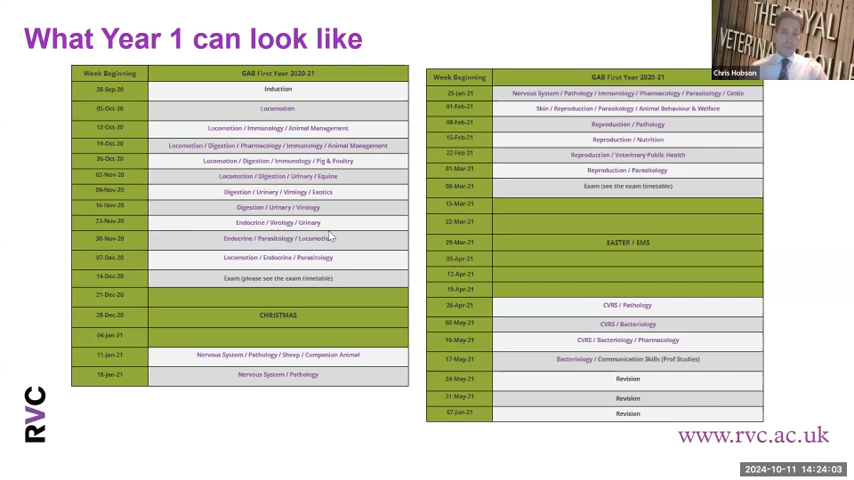 What Year 1 can look like
THE ROYAL
VETERINARY COLLEGE
Chris Hobson
Week Beginning GAB First Year 2020-21
28-Sep-20 Induction
05-Oct-20 Locomotion
12-Oct-20 Locomotion / Immunology / Animal Management
19-Oct-20 Locomotion / Digestion / Pharmacology / Immunology / Animal Management
26-Oct-20 Locomotion / Digestion / Immunology / Pig & Poultry
02-Nov-20 Locomotion / Digestion / Urinary / Equine
09-Nov-20 Digestion / Urinary / Virology / Exotics
16-Nov-20 Digestion / Urinary / Virology
23-Nov-20 Endocrine / Virology / Urinary
30-Nov-20 Endocrine / Parasitology / Locomotion
07-Dec-20 Locomotion / Endocrine / Parasitology
14-Dec-20 Exam (please see the exam timetable)
21-Dec-20
28-Dec-20 CHRISTMAS
04-Jan-21
11-Jan-21 Nervous System / Pathology / Sheep / Companion Animal
18-Jan-21 Nervous System / Pathology
Week Beginning GAB First Year 2020-21
25-Jan-21 Nervous System / Pathology / Immunology / Pharmacology / Parasitology / Cattle
01-Feb-21 Skin / Reproduction / Parasitology / Animal Behaviour & Welfare
08-Feb-21 Reproduction / Pathology
15-Feb-21 Reproduction / Nutrition
22-Feb-21 Reproduction / Veterinary Public Health
01-Mar-21 Reproduction / Parasitology
08-Mar-21 Exam (see the exam timetable)
15-Mar-21
22-Mar-21
29-Mar-21 EASTER / EMS
05-Apr-21
12-Apr-21
19-Apr-21
26-Apr-21 CVRS / Pathology
03-May-21 CVRS / Bacteriology
10-May-21 CVRS / Bacteriology / Pharmacology
17-May-21 Bacteriology / Communication Skills (Prof Studies)
24-May-21 Revision
31-May-21 Revision
07-Jun-21 Revision
RVC
www.rvc.ac.uk
2024-10-11 14:24:03